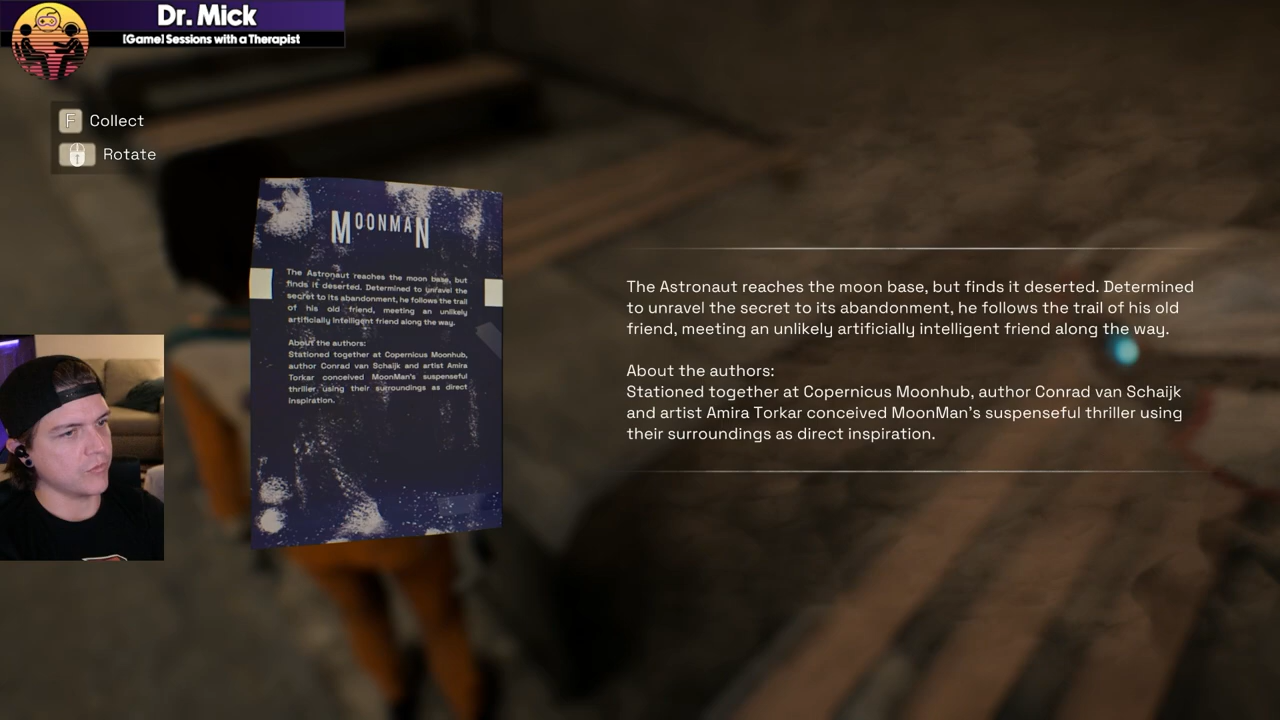 Dr. Mick
[Game] Sessions with a Therapist
F Collect
Rotate
MOONMAN
The Astronaut reaches the moon base, but
finds it deserted. Determined to unravel the
secret to its abandonment, he follows the trail
of his old friend, meeting an unlikely
artificially intelligent friend along the way.
About the authors:
Stationed together at Copernicus Moonhub,
author Conrad van Schaijk and artist Amira
Torkar conceived MoonMan's suspenseful
thriller using their surroundings as direct
inspiration.
The Astronaut reaches the moon base, but finds it deserted. Determined
to unravel the secret to its abandonment, he follows the trail of his old
friend, meeting an unlikely artificially intelligent friend along the way.
About the authors:
Stationed together at Copernicus Moonhub, author Conrad van Schaijk
and artist Amira Torkar conceived MoonMan's suspenseful thriller using
their surroundings as direct inspiration.